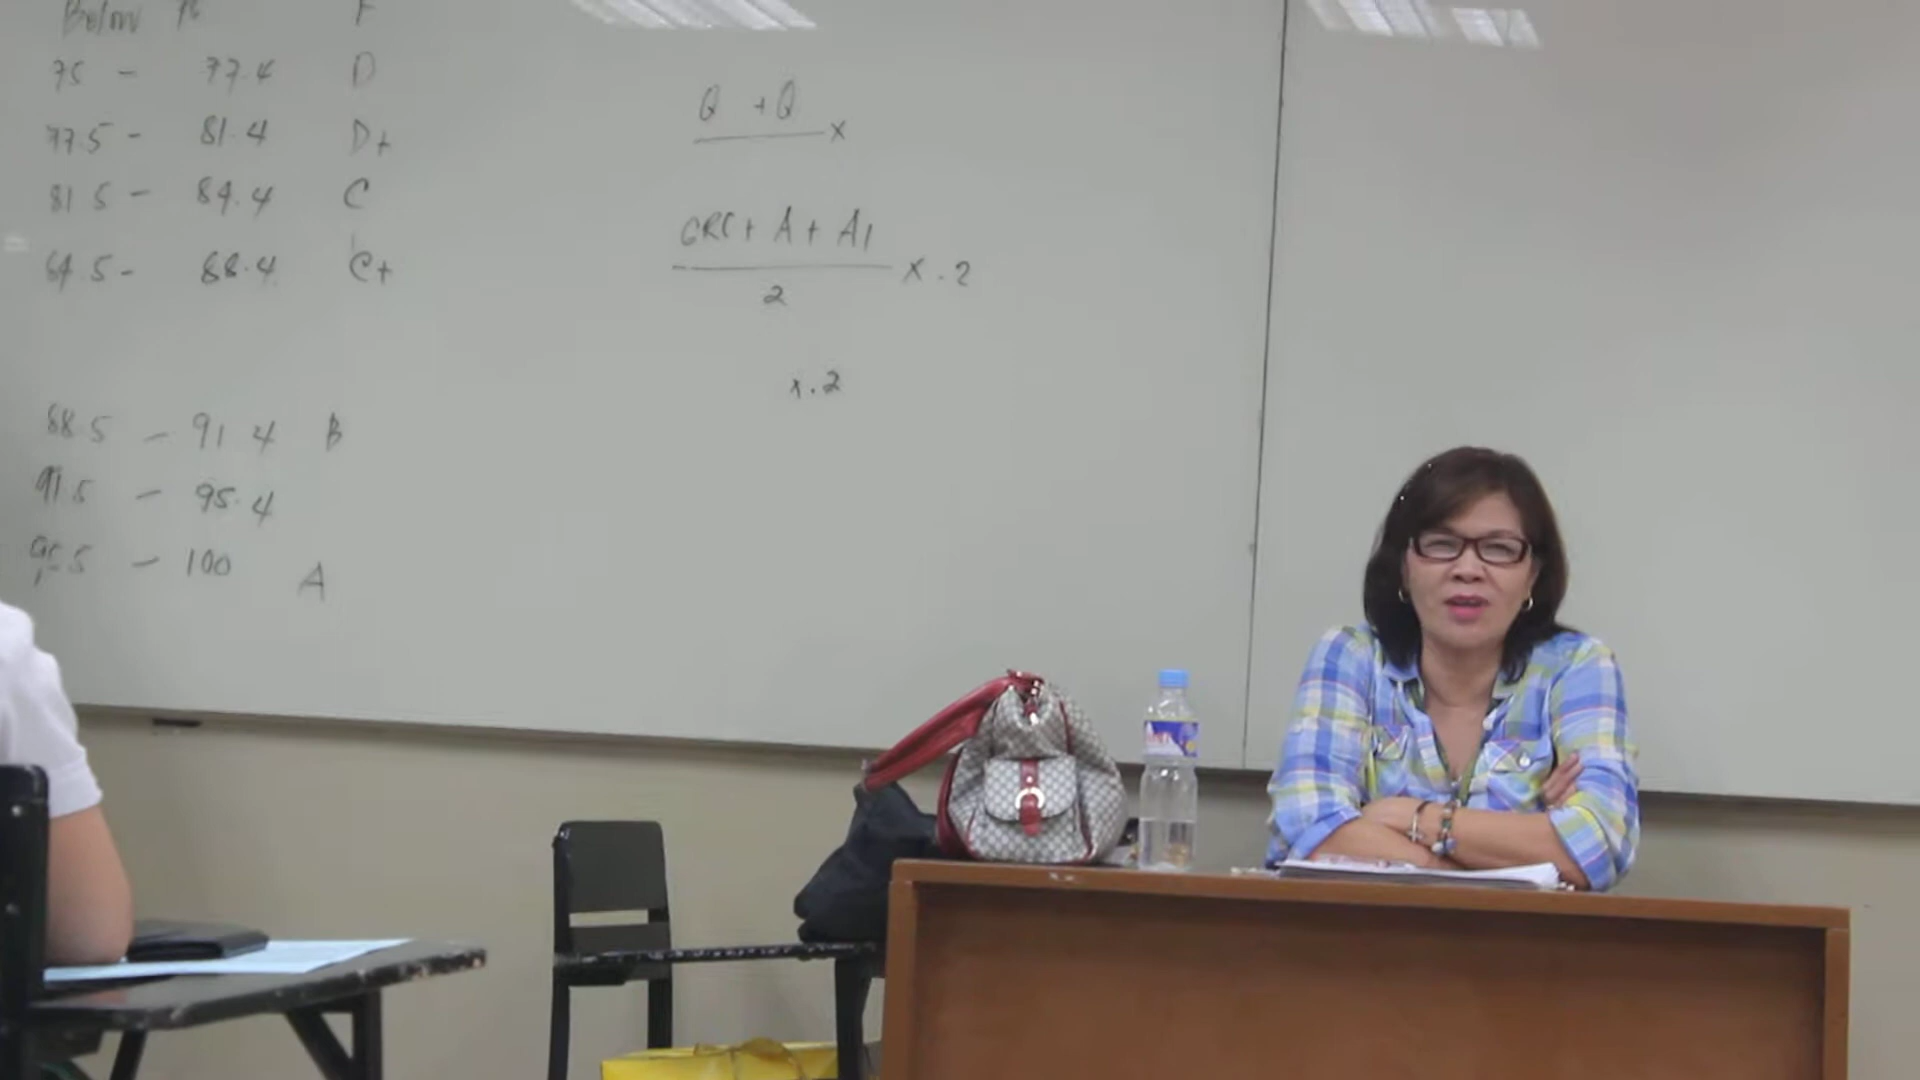 Below 75 F
75 - 77.4 D
77.5 - 81.4 D+
81.5 - 84.4 C
84.5 - 88.4 C+
88.5 - 91.4 B
91.5 - 95.4
95.5 - 100 A
Q + Q
x
CRC+ A + A1
2
x .2
x .2